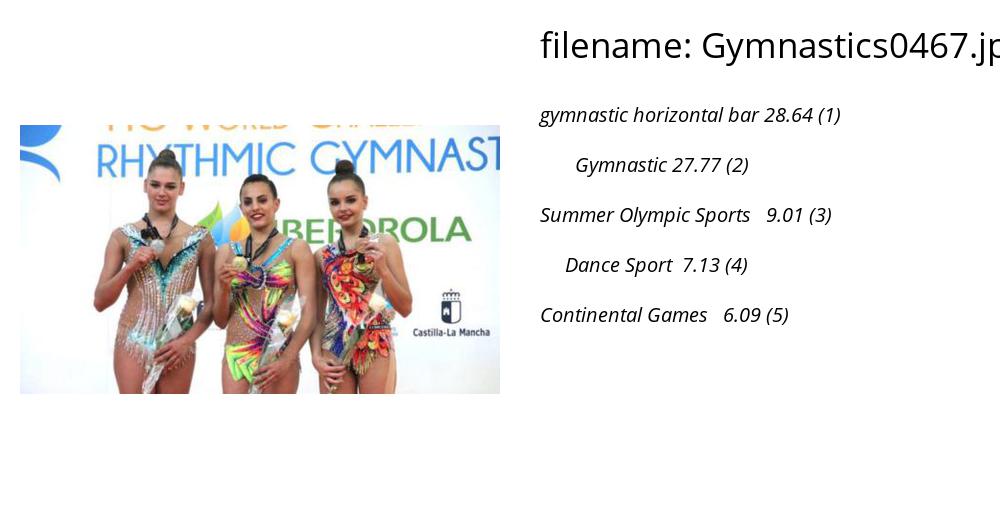 filename: Gymnastics0467.jp
gymnastic horizontal bar 28.64 (1)
Gymnastic 27.77 (2)
Summer Olympic Sports 9.01 (3)
Dance Sport 7.13 (4)
Continental Games 6.09 (5)
RHYTHMIC GYMNAST
IBERDROLA
Castilla-La Mancha